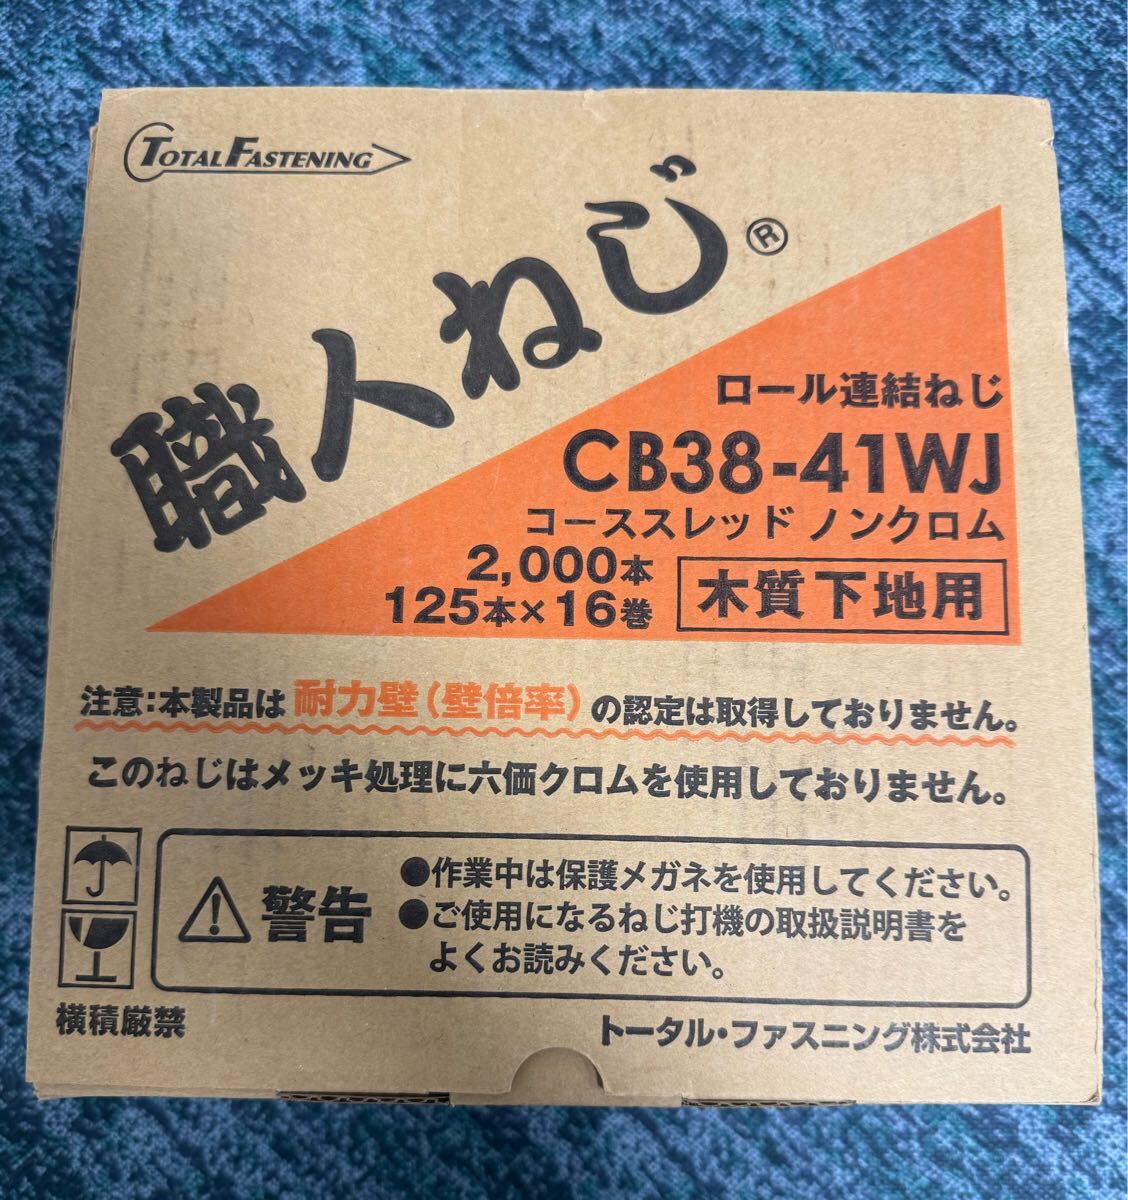 TOTAL FASTENING
職人ねじ®
ロール連結ねじ
CB38-41WJ
コーススレッド ノンクロム
2,000本
125本×16巻
木質下地用
注意:本製品は耐力壁(壁倍率)の認定は取得しておりません。
このねじはメッキ処理に六価クロムを使用しておりません。
警告
●作業中は保護メガネを使用してください。
●ご使用になるねじ打機の取扱説明書を
よくお読みください。
横積厳禁
トータル・ファスニング株式会社